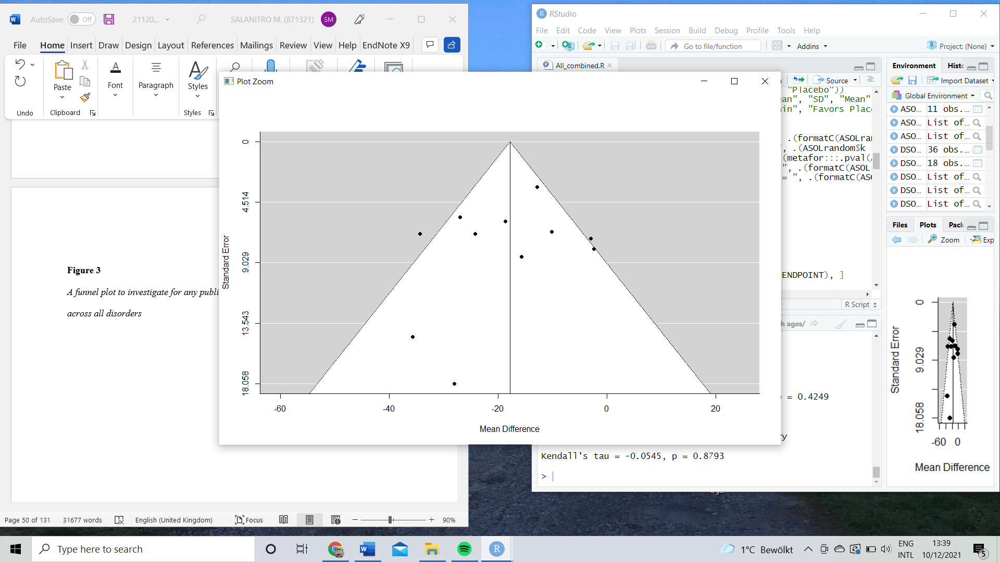 AutoSave Off 21120... SALANITRO M. (871321) SM
File Home Insert Draw Design Layout References Mailings Review View Help EndNote X9
Paste Font Paragraph Styles
Undo Clipboard Styles
Figure 3
A funnel plot to investigate for any publi
across all disorders
Page 50 of 131 31677 words English (United Kingdom) Focus 90%
Plot Zoom
Standard Error
0
4.514
9.029
13.543
18.058
-60 -40 -20 0 20
Mean Difference
RStudio
File Edit Code View Plots Session Build Debug Profile Tools Help
Go to file/function Addins Project: (None)
All_combined.R
Source
"Placebo"))
an", "SD", "Mean"
in", "Favors Plac
.(formatC(ASOLra
, .(ASOLrandom$k
(metafor:::.pval(
", .(formatC(ASOL
= ", .(formatC(ASO
ENDPOINT), ]
R Script
h ages/
= 0.4249
y
Kendall's tau = -0.0545, p = 0.8793
>
Environment Histo
Import Dataset
Global Environment
ASO... 11 obs....
ASO... List of...
ASO... List of...
DSO... 36 obs....
DSO... 18 obs....
DSO... List of...
DSO... List of...
DSO... List of...
Files Plots Pack
Zoom Exp
Standard Error
0
9.029
18.058
-60 0
Mean Difference
Type here to search
1°C Bewölkt
ENG
INTL
13:39
10/12/2021
5